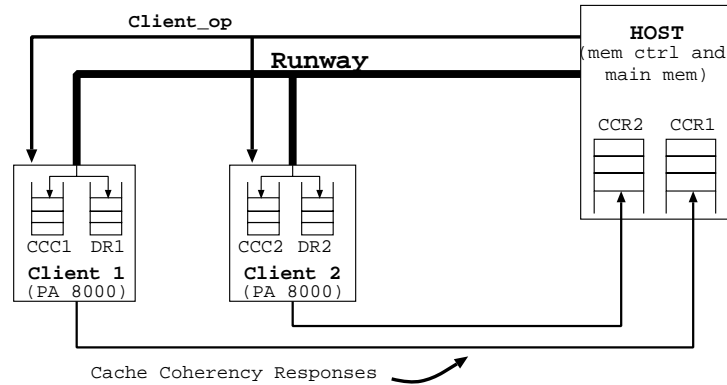 Client_op
HOST
(mem ctrl and
main mem)
Runway
CCR2 CCR1
CCC1 DR1
CCC2 DR2
Client 1
(PA 8000)
Client 2
(PA 8000)
Cache Coherency Responses